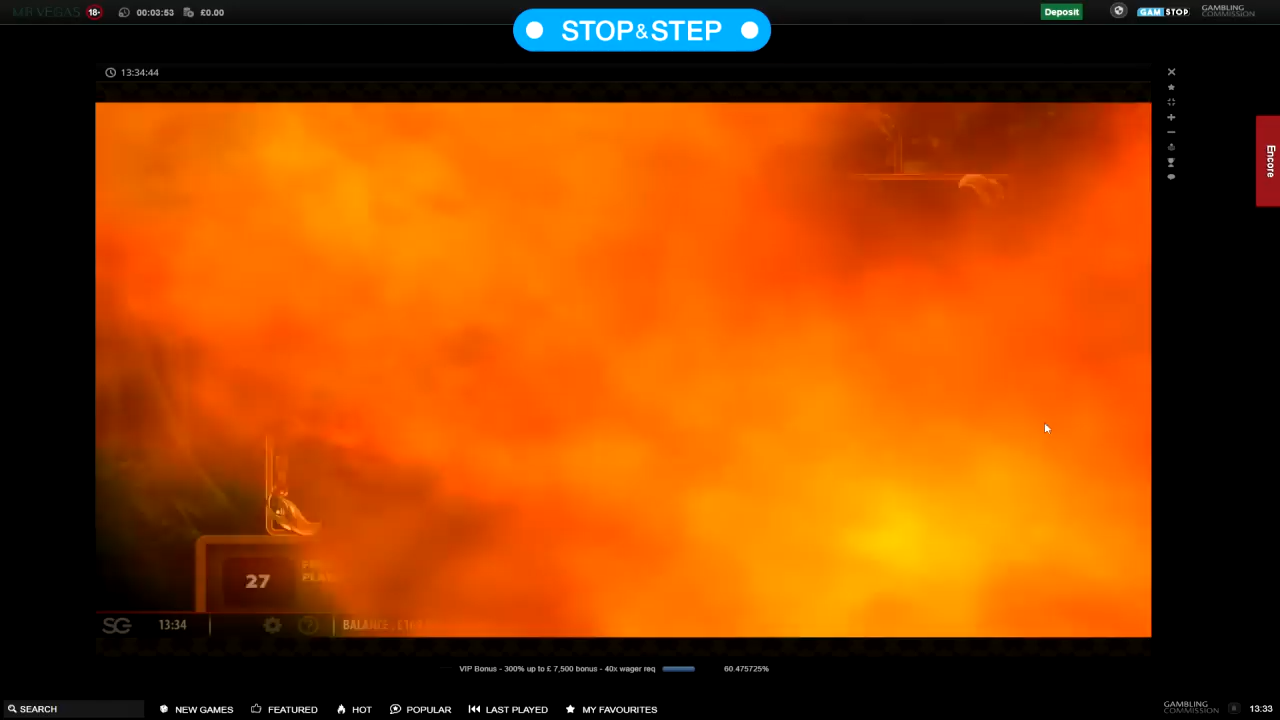 MR VEGAS 18+ 00:03:53 £0.00
STOP&STEP
Deposit
GAMSTOP
GAMBLING
COMMISSION
13:34:44
Encore
27
SG 13:34
BALANCE
VIP Bonus - 300% up to £ 7,500 bonus - 40x wager req 60.475725%
SEARCH NEW GAMES FEATURED HOT POPULAR LAST PLAYED MY FAVOURITES
GAMBLING
COMMISSION
13:33